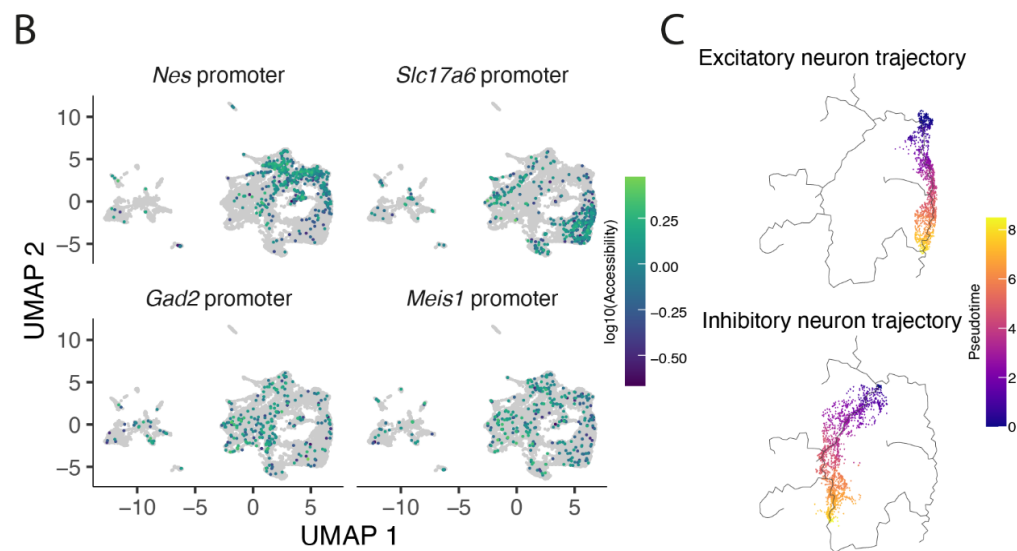 B
Nes promoter
Slc17a6 promoter
10
5
0
−5
Gad2 promoter
Meis1 promoter
10
5
0
−5
−10
−5
0
5
−10
−5
0
5
UMAP 1
UMAP 2
log10(Accessibility)
0.25
0.00
−0.25
−0.50
C
Excitatory neuron trajectory
Inhibitory neuron trajectory
Pseudotime
8
6
4
2
0